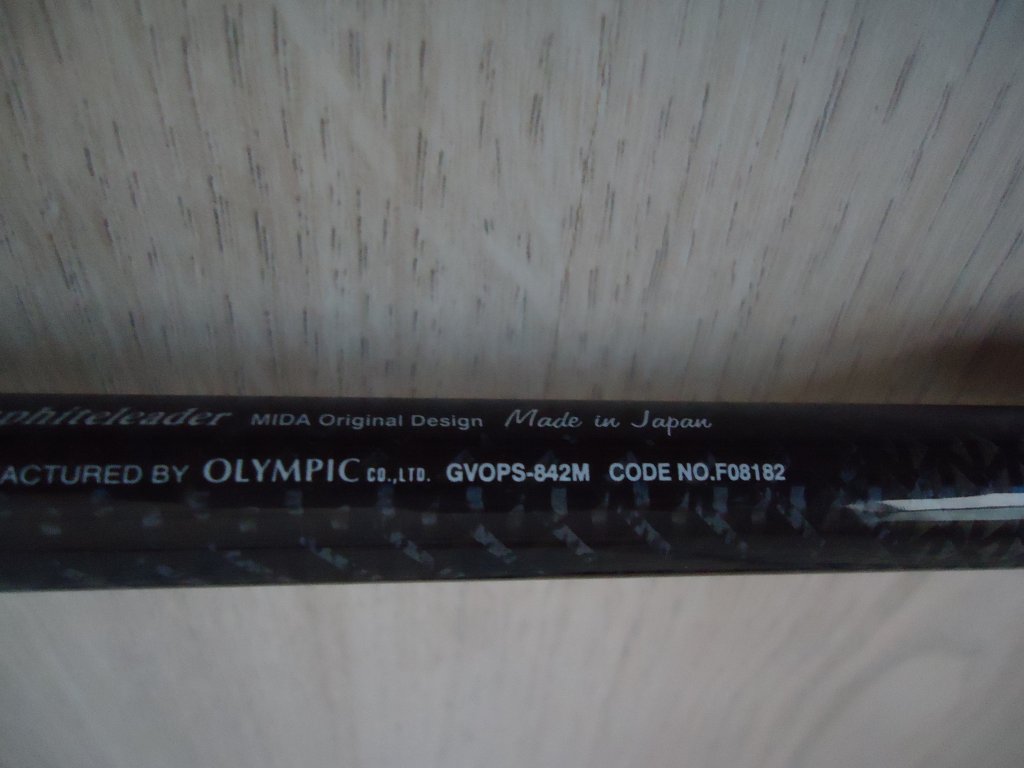 phiteleader MIDA Original Design Made in Japan
ACTURED BY OLYMPIC CO.,LTD. GVOPS-842M CODE NO.F08182